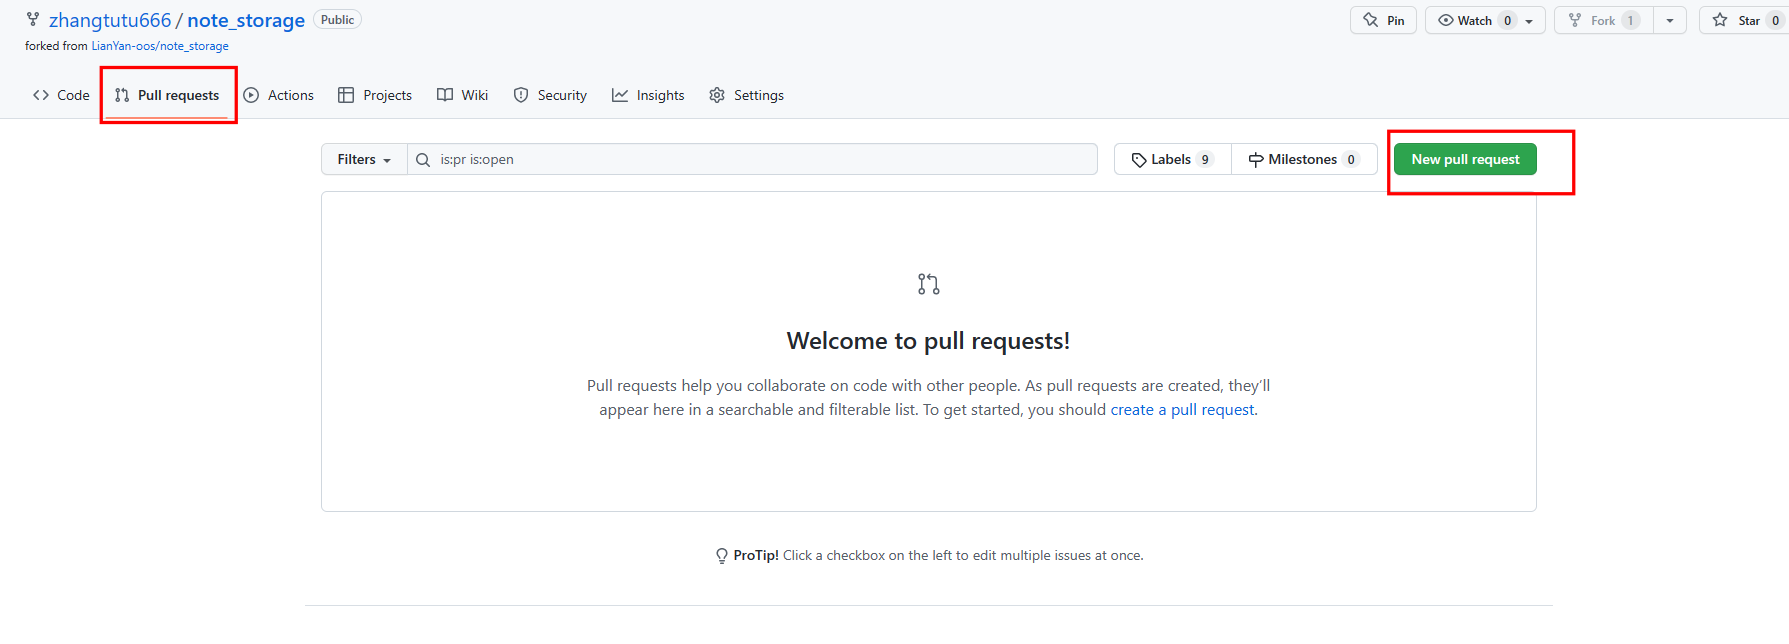 zhangtutu666 / note_storage Public Pin Watch 0 Fork 1 Star 0
forked from LianYan-oos/note_storage
Code Pull requests Actions Projects Wiki Security Insights Settings
Filters is:pr is:open Labels 9 Milestones 0 New pull request
Welcome to pull requests!
Pull requests help you collaborate on code with other people. As pull requests are created, they'll
appear here in a searchable and filterable list. To get started, you should create a pull request.
ProTip! Click a checkbox on the left to edit multiple issues at once.